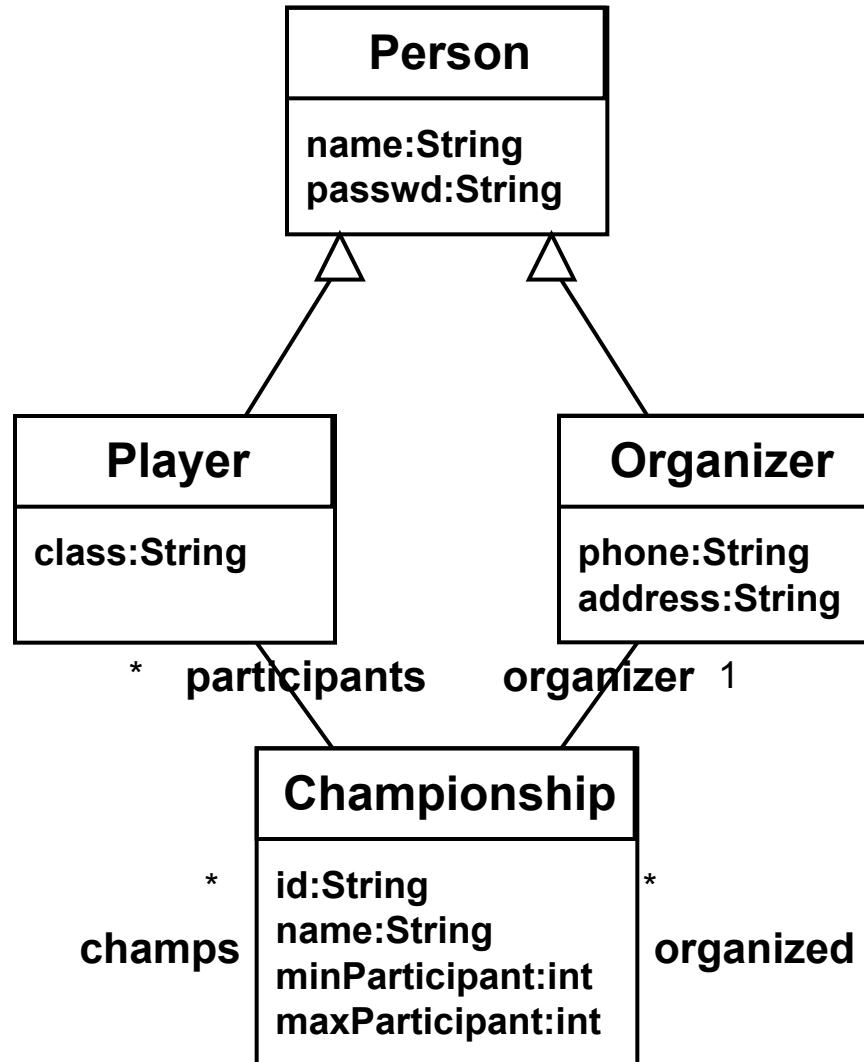 Person
name:String
passwd:String
Player
class:String
Organizer
phone:String
address:String
* participants
organizer 1
Championship
id:String
name:String
minParticipant:int
maxParticipant:int
*
champs
*
organized